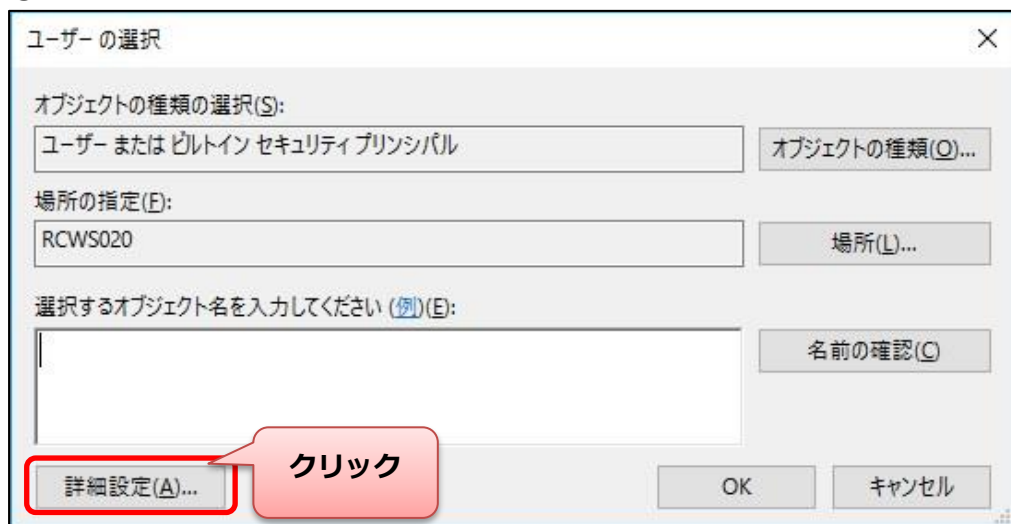 ユーザー の選択
オブジェクトの種類の選択(S):
ユーザー または ビルトイン セキュリティ プリンシパル
オブジェクトの種類(O)...
場所の指定(F):
RCWS020
場所(L)...
選択するオブジェクト名を入力してください (例)(E):
名前の確認(C)
クリック
詳細設定(A)...
OK
キャンセル